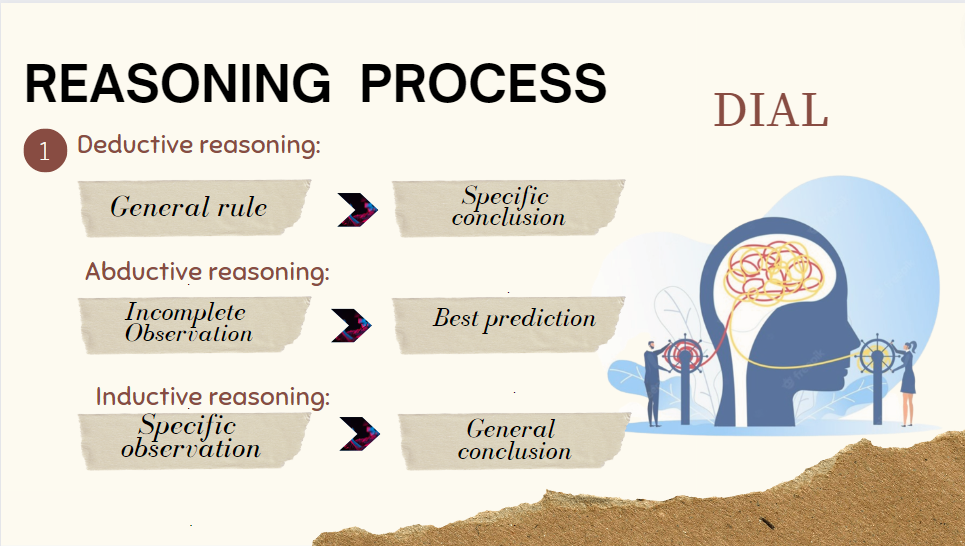 REASONING PROCESS
DIAL
1
Deductive reasoning:
General rule
Specific
conclusion
Abductive reasoning:
Incomplete
Observation
Best prediction
Inductive reasoning:
Specific
observation
General
conclusion